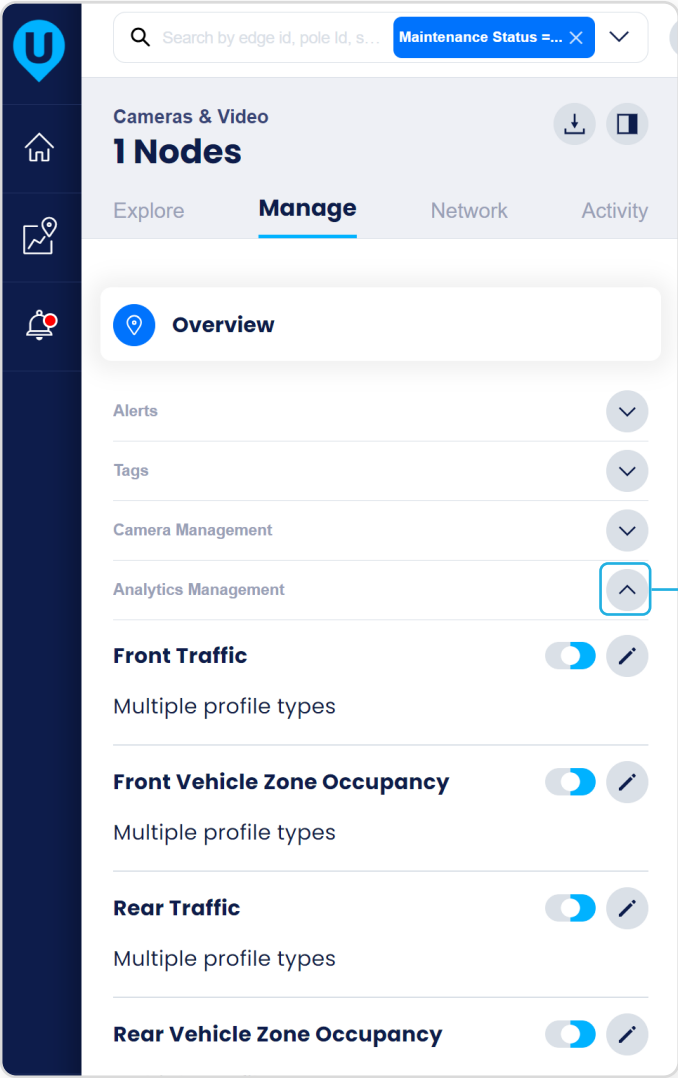 U
Search by edge id, pole Id, s...
Maintenance Status =...
Cameras & Video
1 Nodes
Explore Manage Network Activity
Overview
Alerts
Tags
Camera Management
Analytics Management
Front Traffic
Multiple profile types
Front Vehicle Zone Occupancy
Multiple profile types
Rear Traffic
Multiple profile types
Rear Vehicle Zone Occupancy